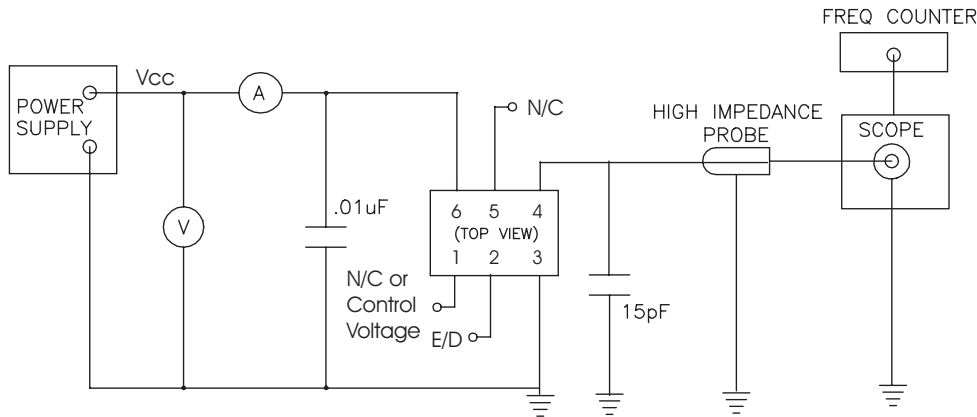 FREQ COUNTER
Vcc
POWER
SUPPLY
A
N/C
HIGH IMPEDANCE
PROBE
SCOPE
.01uF
V
6 5 4
(TOP VIEW)
1 2 3
N/C or
Control
Voltage
E/D
15pF